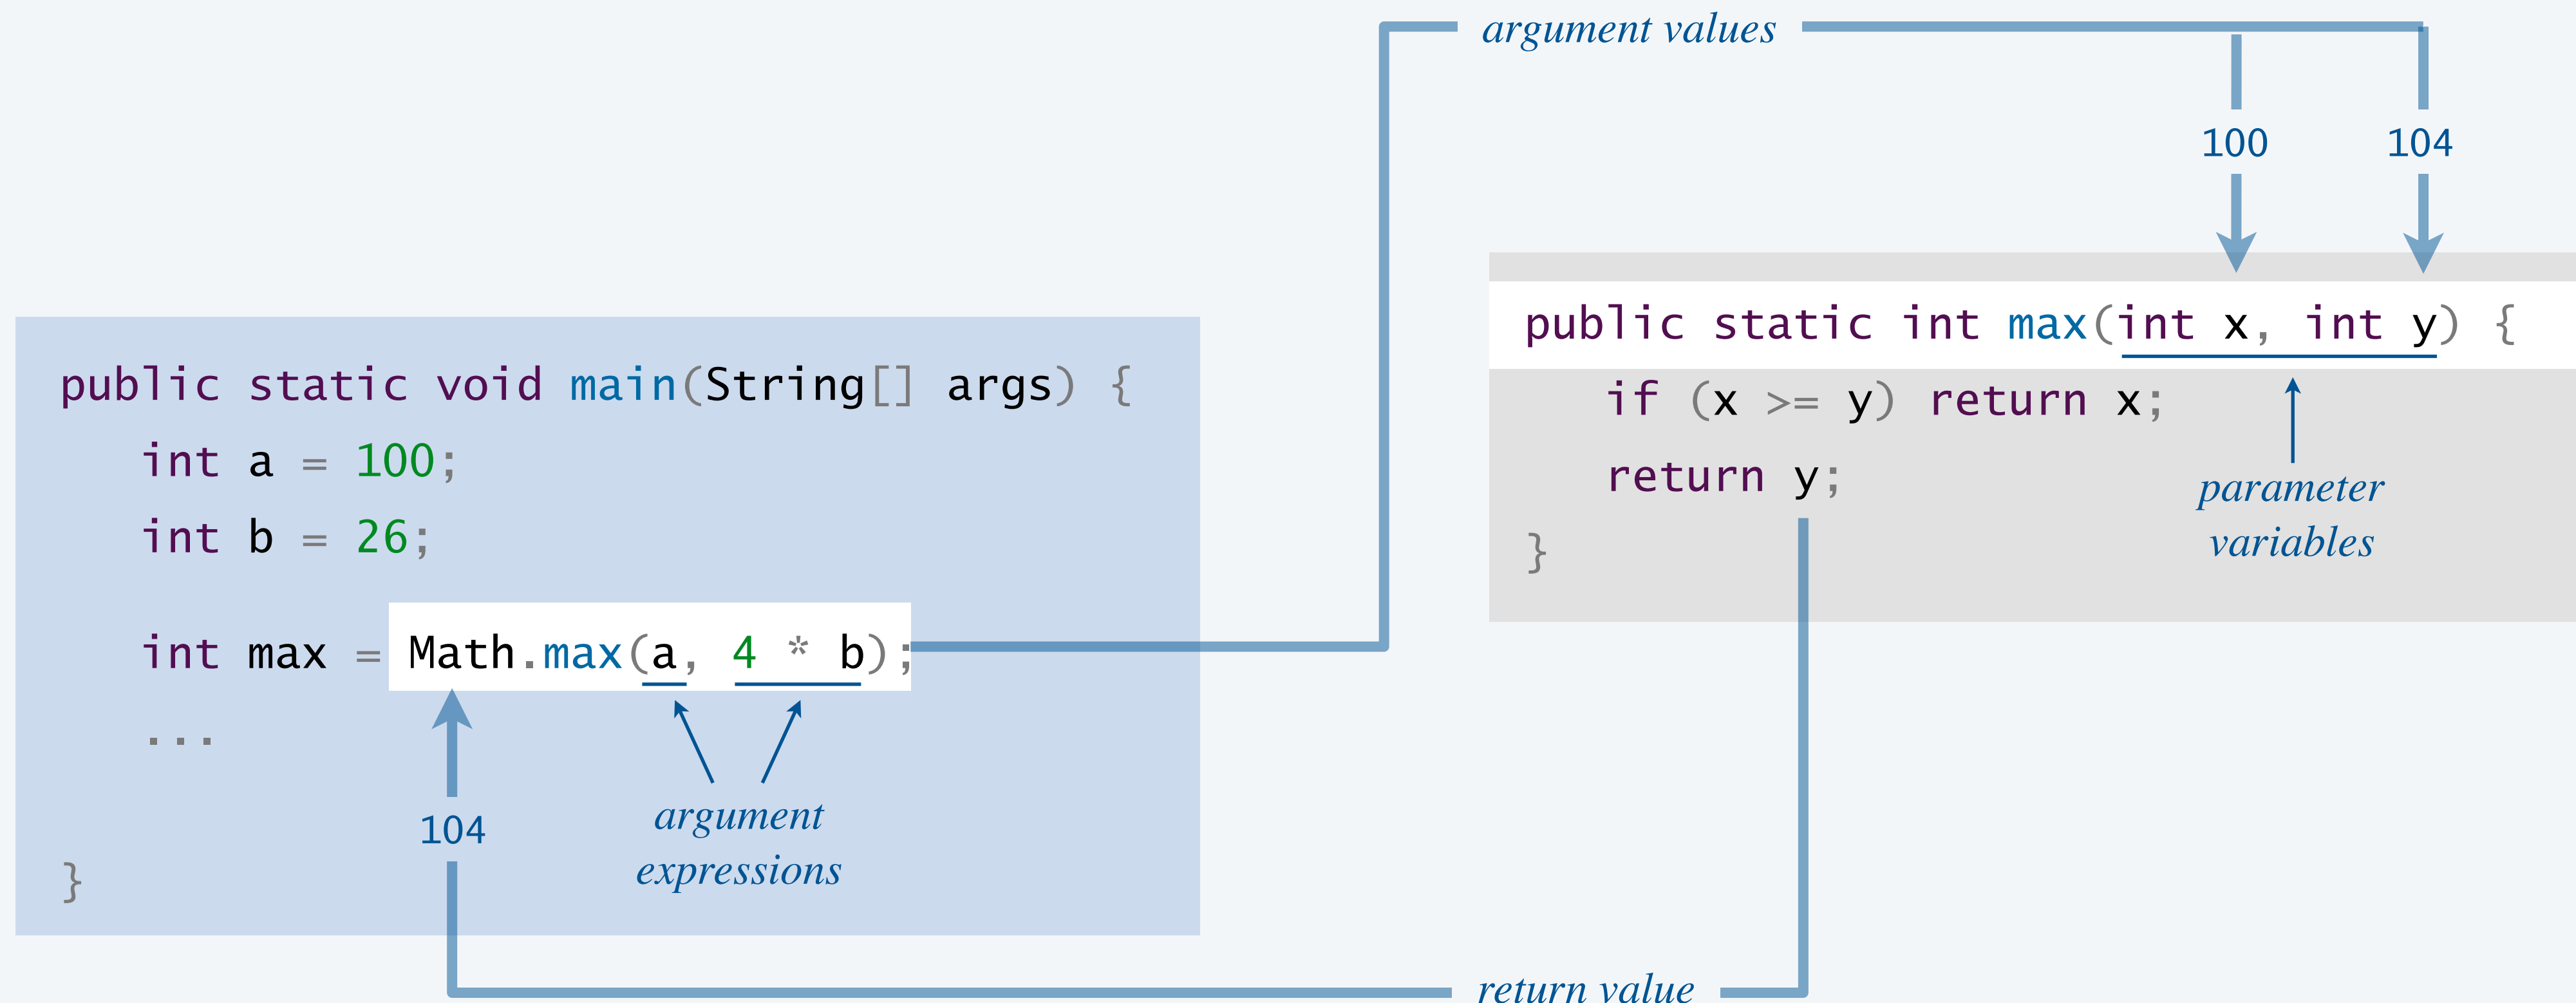 argument values
100 104
public static int max(int x, int y) {
if (x >= y) return x;
return y;
}
parameter
variables
public static void main(String[] args) {
int a = 100;
int b = 26;
int max = Math.max(a, 4 * b);
...
104
argument
expressions
}
return value